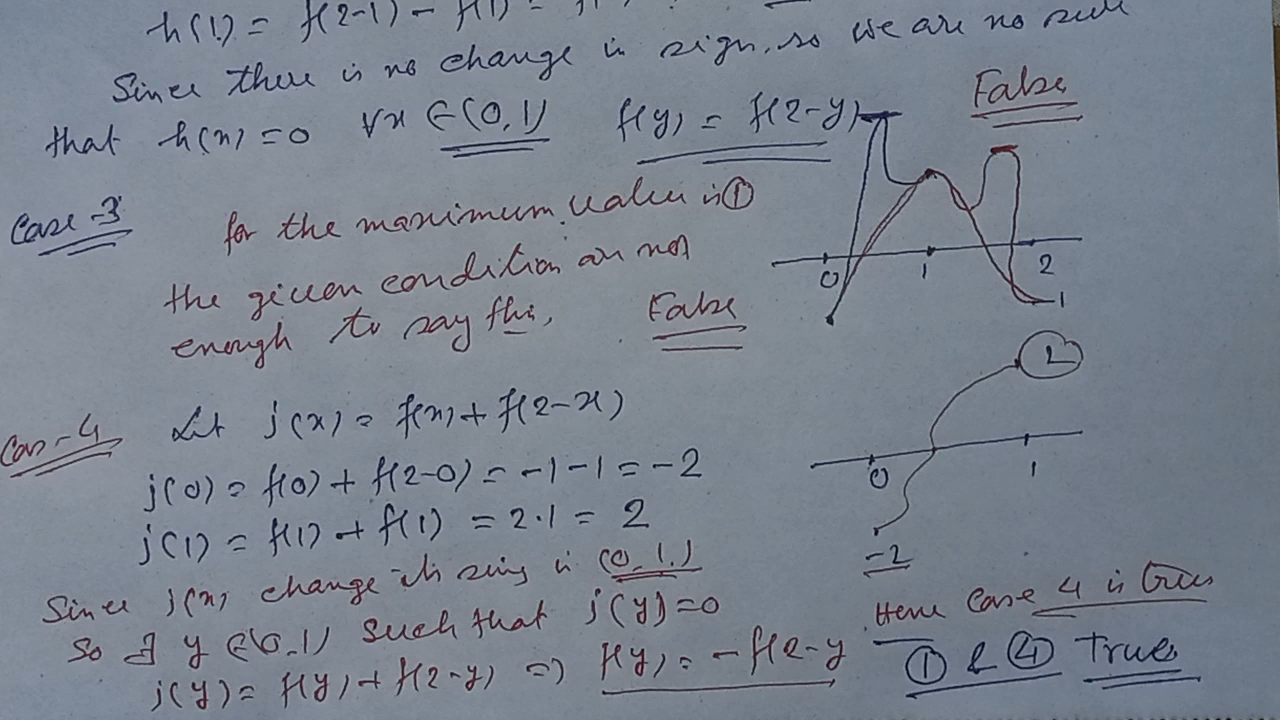 h(1) = f(2-1) - f(1) =
Since there is no change in sign, so we are no sure
that h(x) = 0 ∀x ∈ (0,1) f(y) = f(2-y) False
Case-3 for the maximum value is ①
the given condition are not
enough to say this, False
0 1 2
-1
Cas-4 Let j(x) = f(x) + f(2-x)
j(0) = f(0) + f(2-0) = -1-1 = -2
j(1) = f(1) + f(1) = 2·1 = 2
0 1
-2
Since j(x) change its sing in (0,1)
So ∃ y ∈ (0,1) such that j(y) = 0
j(y) = f(y) + f(2-y) => f(y) = -f(2-y
Hence Case 4 is true
① & ④ True